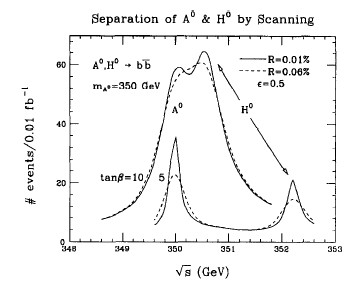 Separation of A⁰ & H⁰ by Scanning
A⁰,H⁰ → bb̄
m_A⁰=350 GeV
R=0.01%
R=0.06%
ϵ=0.5
A⁰
H⁰
tanβ=10
5
# events/0.01 fb⁻¹
60
40
20
0
348
349
350
351
352
353
√s (GeV)